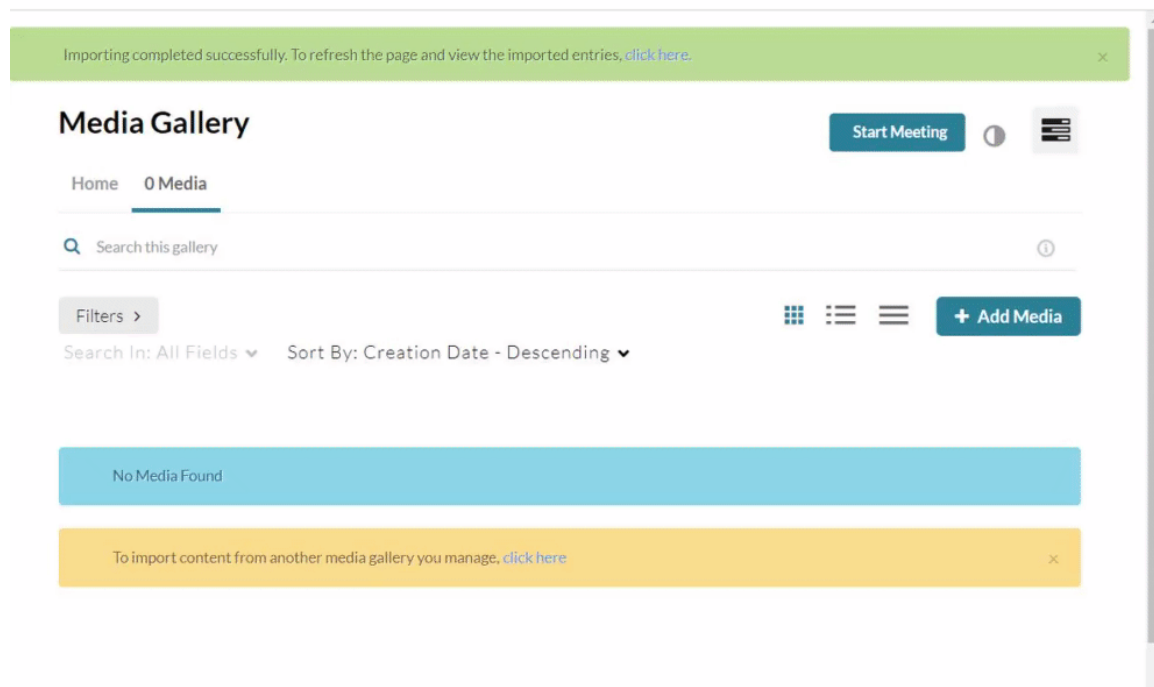 Importing completed successfully. To refresh the page and view the imported entries, click here.
Media Gallery
Start Meeting
Home 0 Media
Search this gallery
Filters
+ Add Media
Search In: All Fields Sort By: Creation Date - Descending
No Media Found
To import content from another media gallery you manage, click here